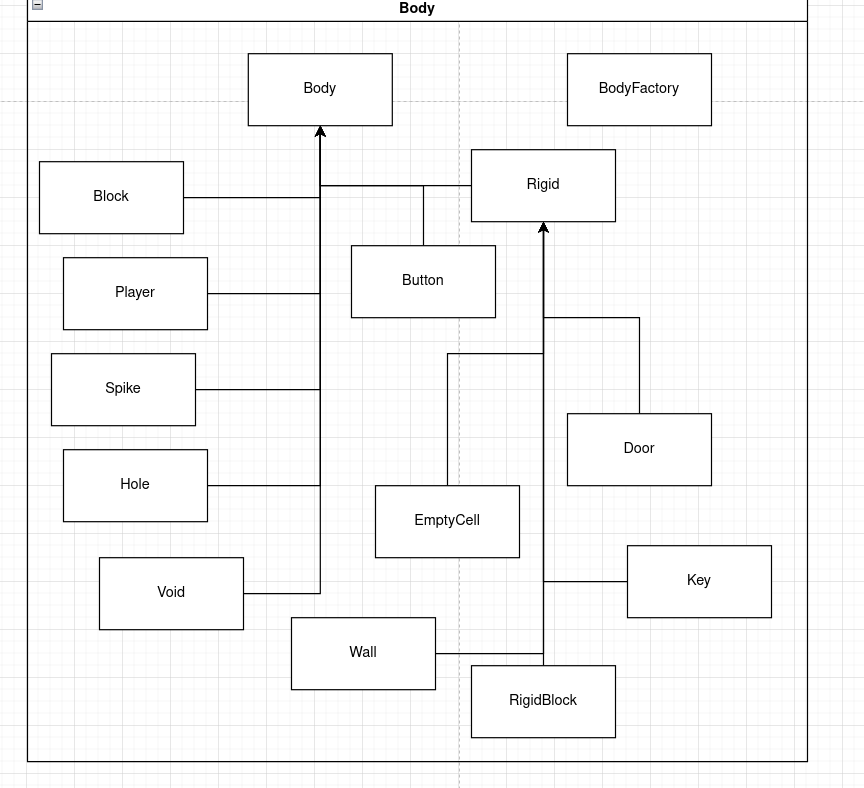 Body
Body
BodyFactory
Block
Rigid
Player
Button
Spike
Hole
Door
EmptyCell
Void
Key
Wall
RigidBlock